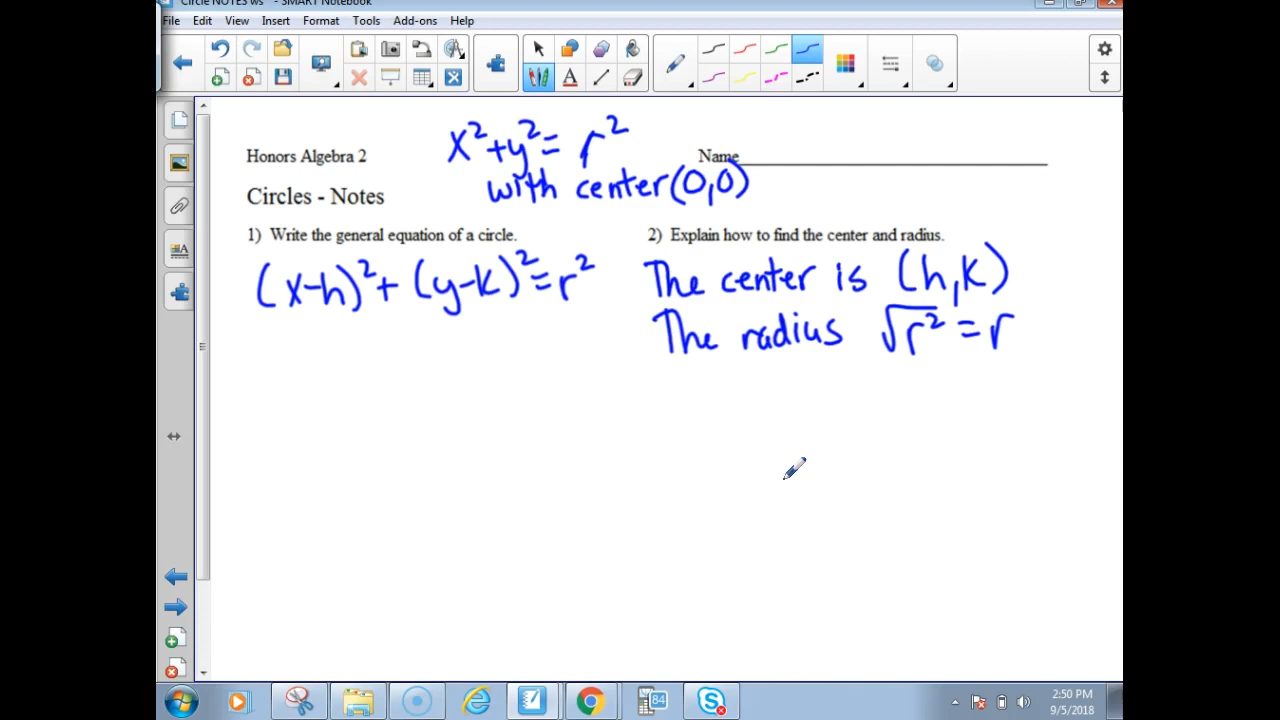 Circle NOTES ws - SMART Notebook
File Edit View Insert Format Tools Add-ons Help
x²+y²= r²
Honors Algebra 2 Name
with center(0,0)
Circles - Notes
1) Write the general equation of a circle. 2) Explain how to find the center and radius.
(x-h)²+(y-k)²=r² The center is (h,k)
The radius √r² =r
84
2:50 PM
9/5/2018